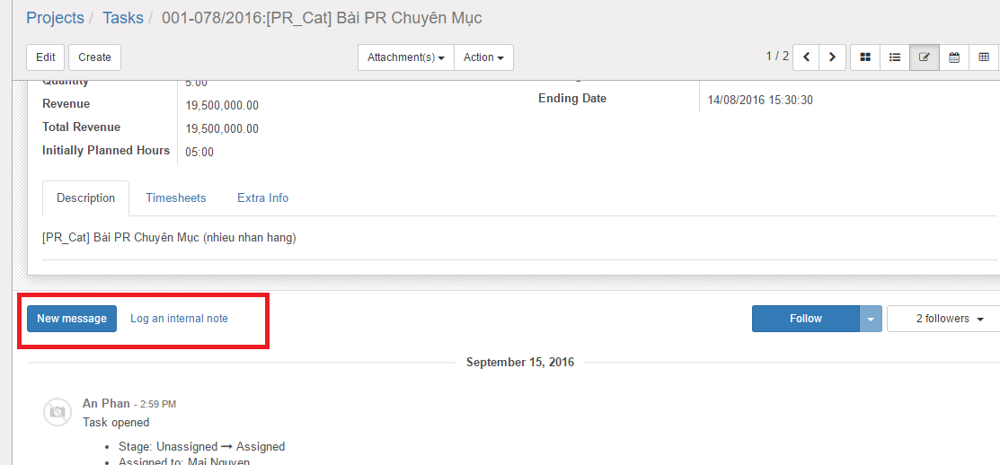 Projects / Tasks / 001-078/2016:[PR_Cat] Bài PR Chuyên Mục
Edit Create Attachment(s) Action 1 / 2
Quantity 5.00
Revenue 19,500,000.00
Total Revenue 19,500,000.00
Initially Planned Hours 05:00
Ending Date 14/08/2016 15:30:30
Description Timesheets Extra Info
[PR_Cat] Bài PR Chuyên Mục (nhieu nhan hang)
New message Log an internal note Follow 2 followers
September 15, 2016
An Phan - 2:59 PM
Task opened
• Stage: Unassigned → Assigned
• Assigned to: Mai Nguyen